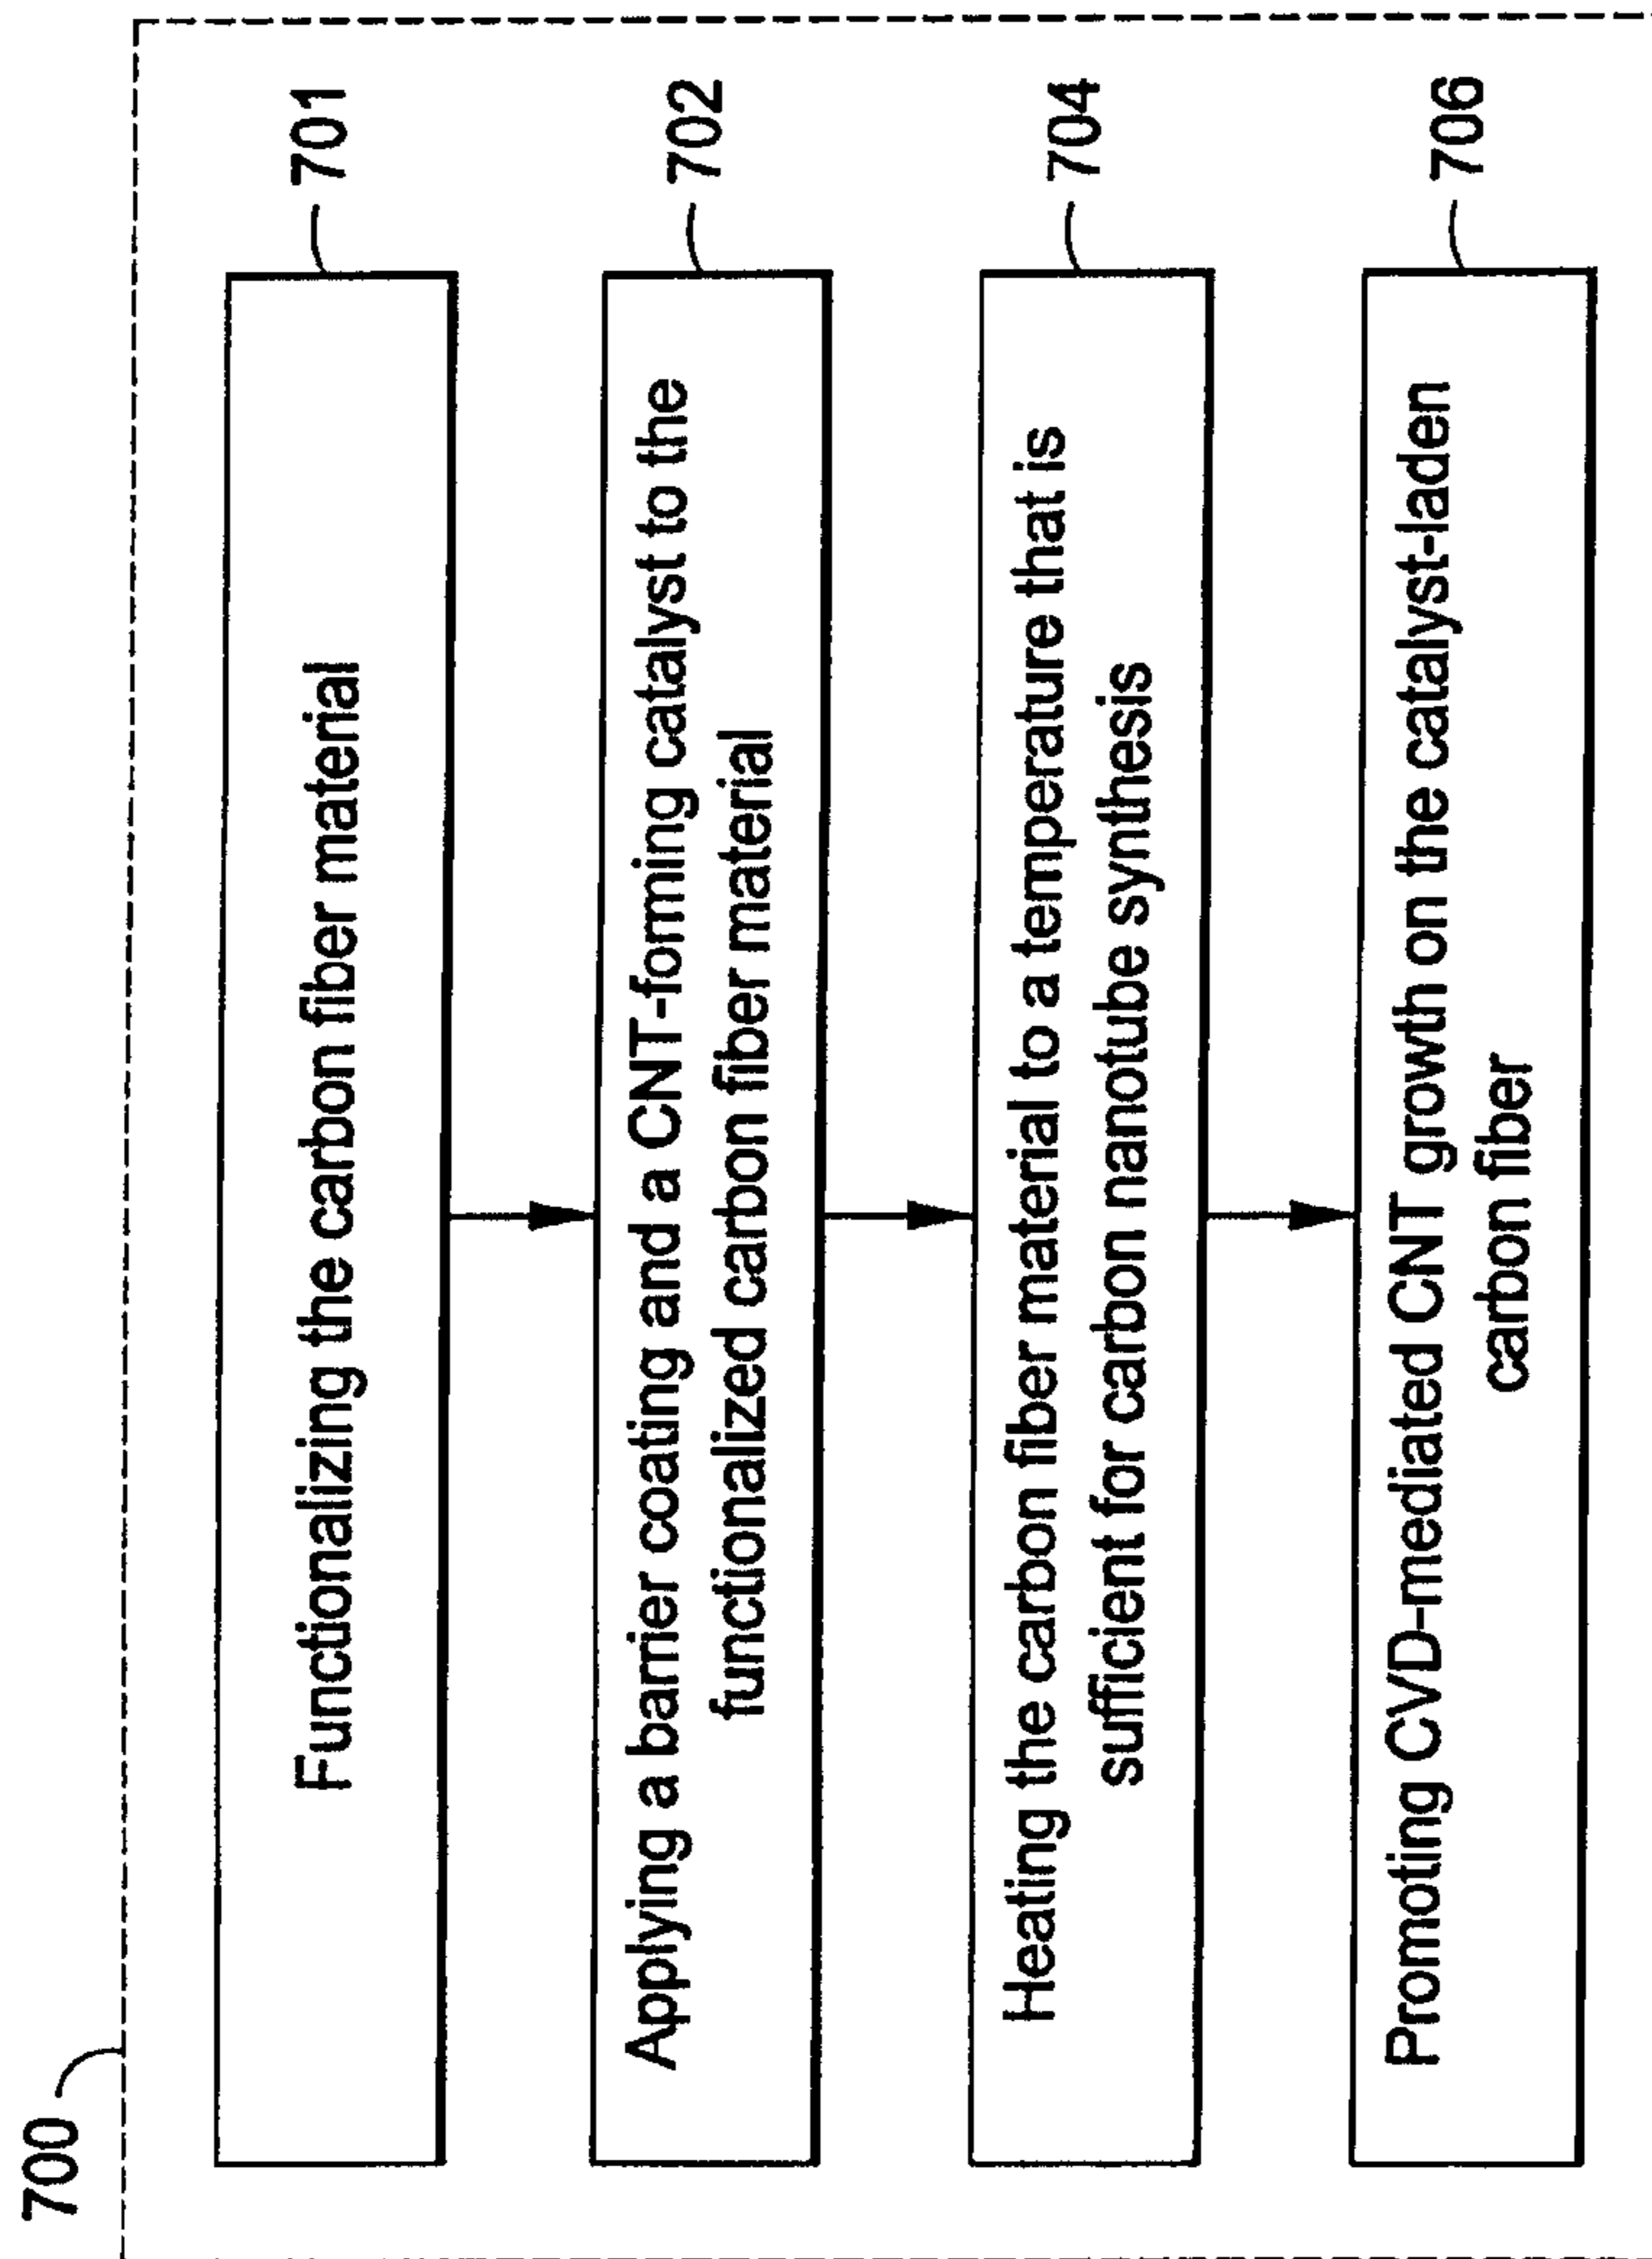 700
Functionalizing the carbon fiber material
701
Applying a barrier coating and a CNT-forming catalyst to the
functionalized carbon fiber material
702
Heating the carbon fiber material to a temperature that is
sufficient for carbon nanotube synthesis
704
Promoting CVD-mediated CNT growth on the catalyst-laden
carbon fiber
706